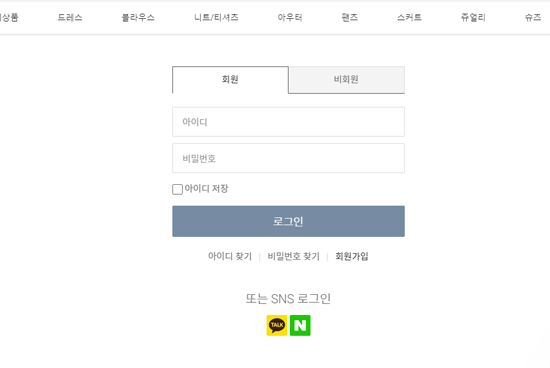 상품 드레스 블라우스 니트/티셔츠 아우터 팬즈 스커트 쥬얼리 슈즈
회원 비회원
아이디
비밀번호
아이디 저장
로그인
아이디 찾기 | 비밀번호 찾기 | 회원가입
또는 SNS 로그인
TALK N